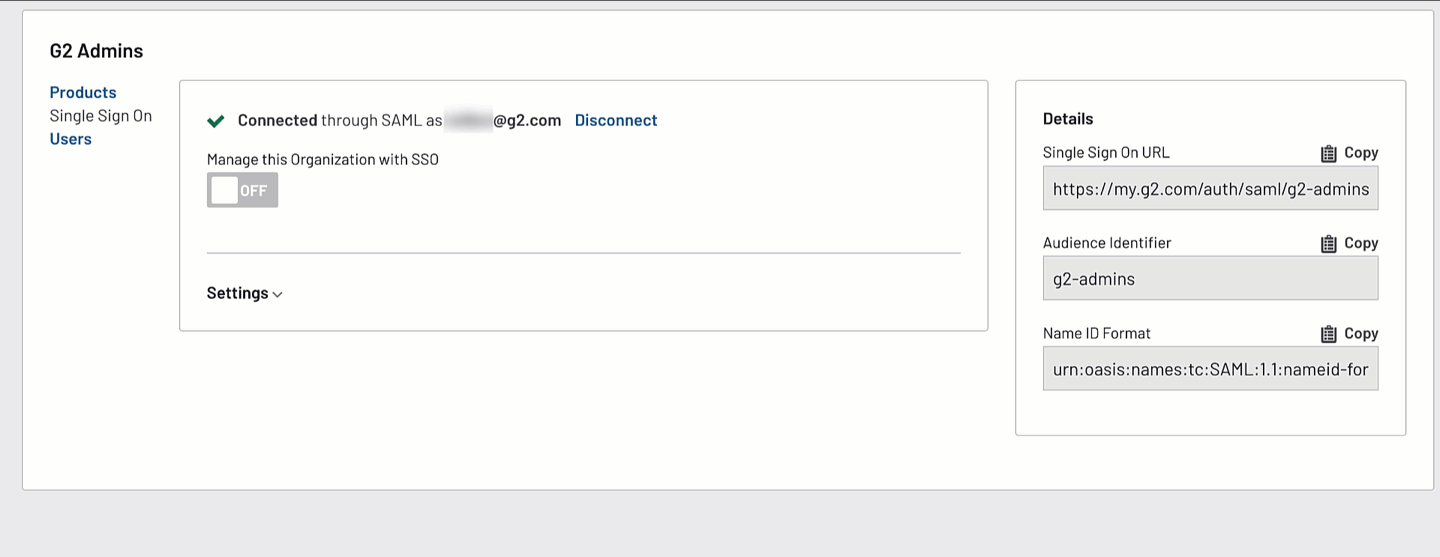 G2 Admins
Products
Single Sign On
Users
Connected through SAML as @g2.com Disconnect
Manage this Organization with SSO
OFF
Settings
Details
Single Sign On URL Copy
https://my.g2.com/auth/saml/g2-admins
Audience Identifier Copy
g2-admins
Name ID Format Copy
urn:oasis:names:tc:SAML:1.1:nameid-for